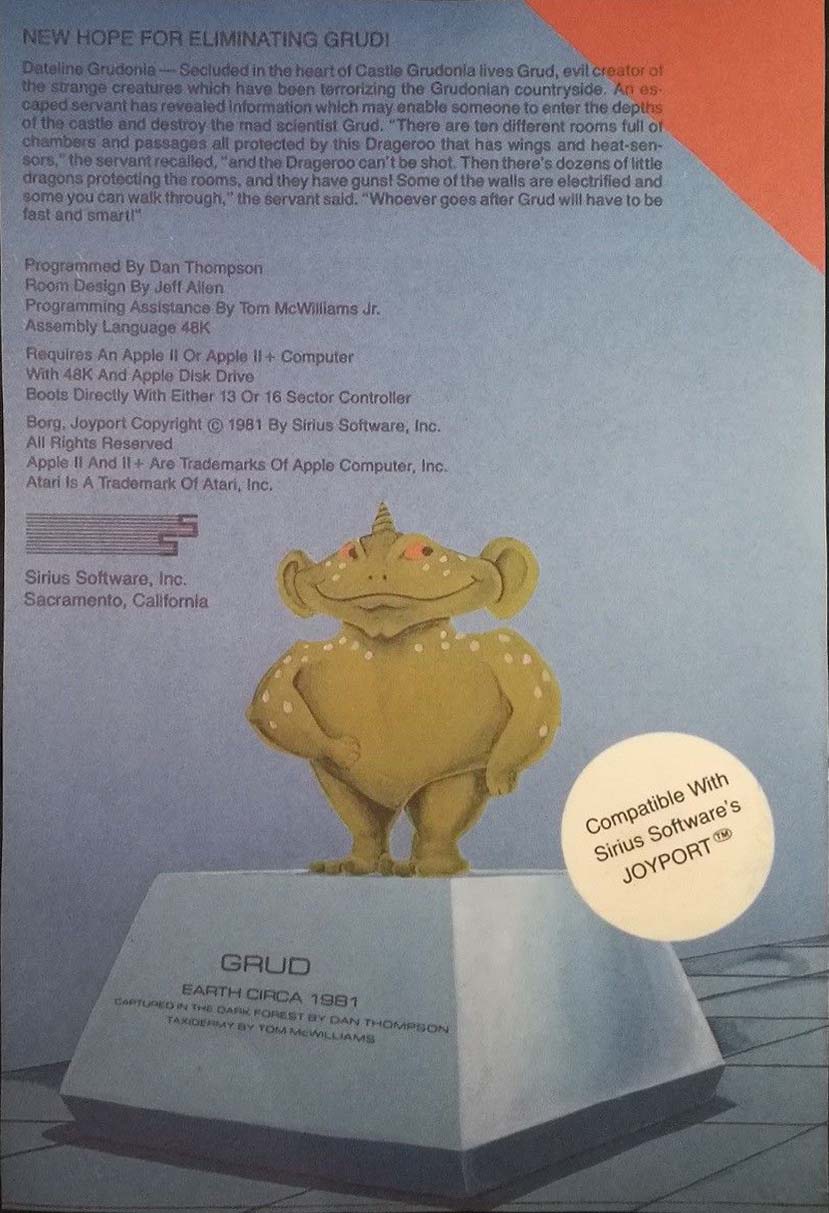 NEW HOPE FOR ELIMINATING GRUD!
Dateline Grudonia — Secluded in the heart of Castle Grudonia lives Grud, evil creator of
the strange creatures which have been terrorizing the Grudonian countryside. An es-
caped servant has revealed information which may enable someone to enter the depths
of the castle and destroy the mad scientist Grud. "There are ten different rooms full of
chambers and passages all protected by this Drageroo that has wings and heat-sen-
sors," the servant recalled, "and the Drageroo can't be shot. Then there's dozens of little
dragons protecting the rooms, and they have guns! Some of the walls are electrified and
some you can walk through," the servant said. "Whoever goes after Grud will have to be
fast and smart!"
Programmed By Dan Thompson
Room Design By Jeff Allen
Programming Assistance By Tom McWilliams Jr.
Assembly Language 48K
Requires An Apple II Or Apple II+ Computer
With 48K And Apple Disk Drive
Boots Directly With Either 13 Or 16 Sector Controller
Borg, Joyport Copyright © 1981 By Sirius Software, Inc.
All Rights Reserved
Apple II And II+ Are Trademarks Of Apple Computer, Inc.
Atari Is A Trademark Of Atari, Inc.
Sirius Software, Inc.
Sacramento, California
Compatible With
Sirius Software's
JOYPORT™
GRUD
EARTH CIRCA 1981
CAPTURED IN THE DARK FOREST BY DAN THOMPSON
TAXIDERMY BY TOM McWILLIAMS